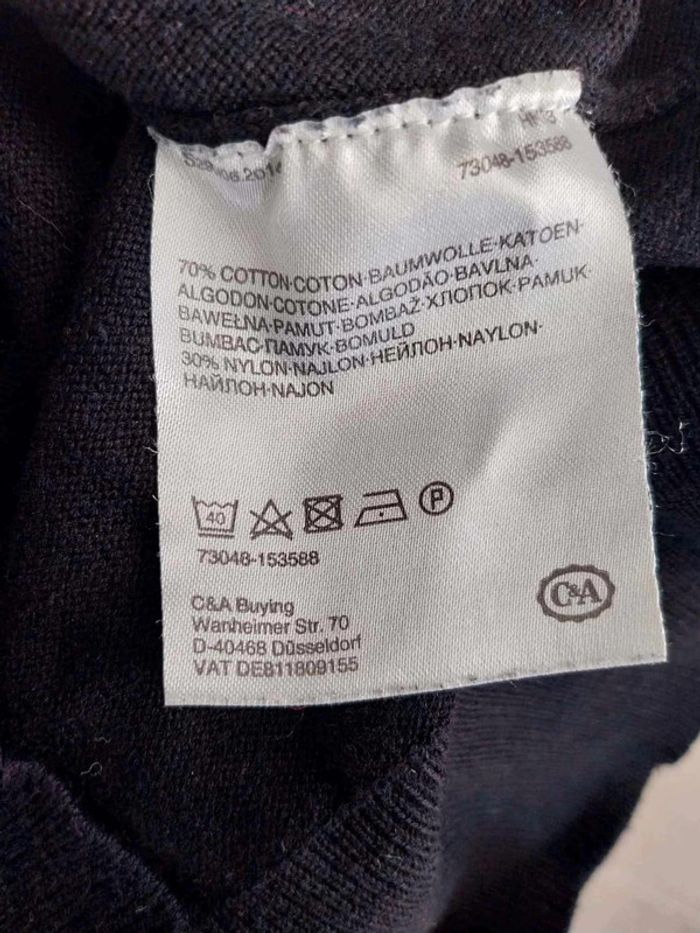 73048-153588
70% COTTON·COTON·BAUMWOLLE·KATOEN·
ALGODON·COTONE·ALGODÃO·BAVLNA·
BAWEŁNA·PAMUT·BOMBAŽ·ХЛОПОК·PAMUK·
BUMBAC·ПАМУК·BOMULD
30% NYLON·NAJLON·НЕЙЛОН·NAYLON·
НАЙЛОН·NAJON
40
P
73048-153588
C&A Buying
Wanheimer Str. 70
D-40468 Düsseldorf
VAT DE811809155
C&A